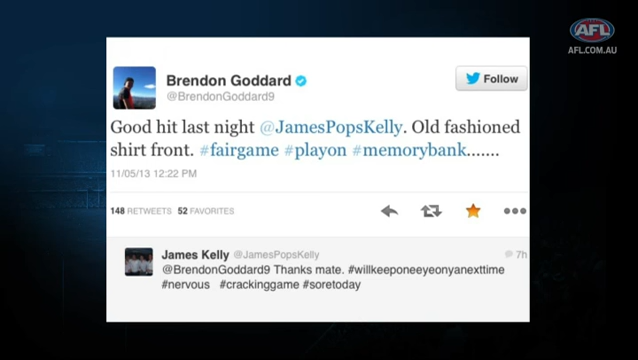 AFL
AFL.COM.AU
Brendon Goddard
@BrendonGoddard9
Follow
Good hit last night @JamesPopsKelly. Old fashioned
shirt front. #fairgame #playon #memorybank.......
11/05/13 12:22 PM
148 RETWEETS 52 FAVORITES
James Kelly @JamesPopsKelly 7h
@BrendonGoddard9 Thanks mate. #willkeeponeeyeonyanexttime
#nervous #crackinggame #soretoday